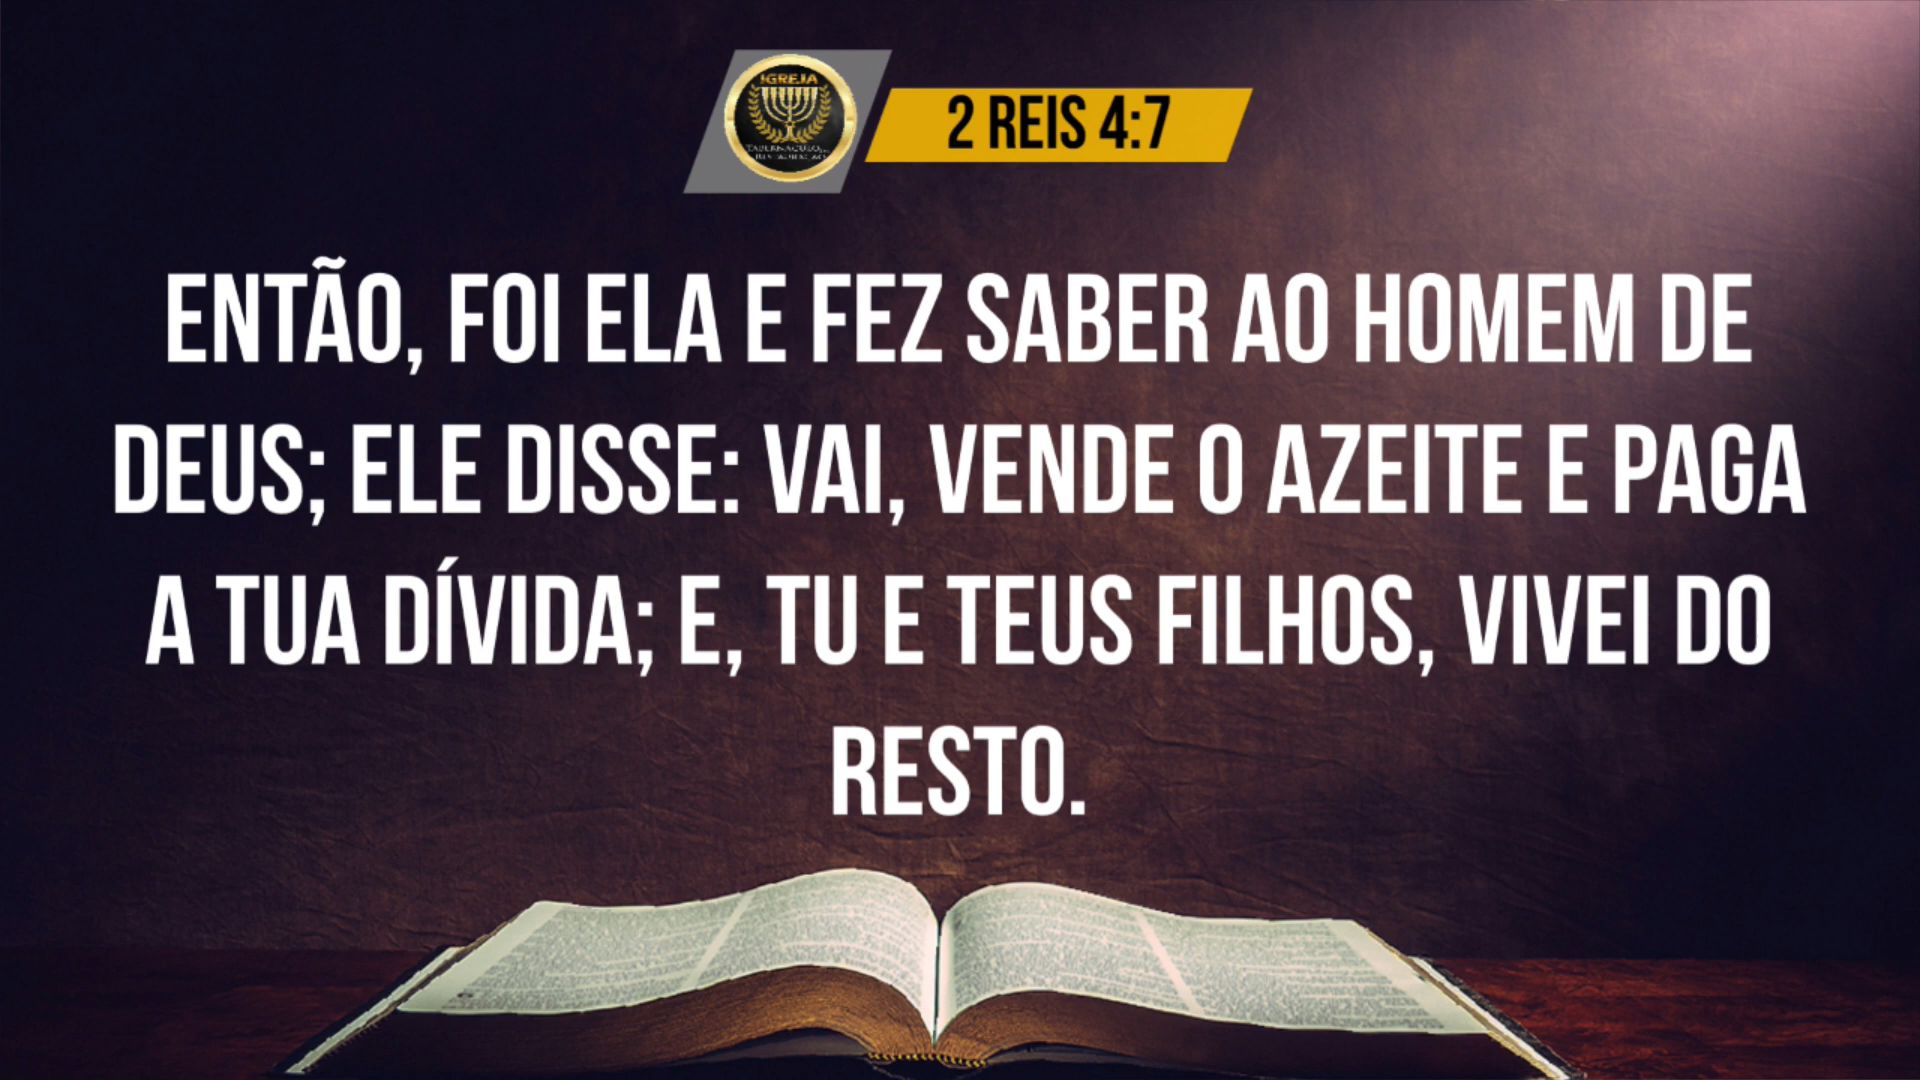 IGREJA
TABERNÁCULO
2 REIS 4:7
ENTÃO, FOI ELA E FEZ SABER AO HOMEM DE
DEUS; ELE DISSE: VAI, VENDE O AZEITE E PAGA
A TUA DÍVIDA; E, TU E TEUS FILHOS, VIVEI DO
RESTO.